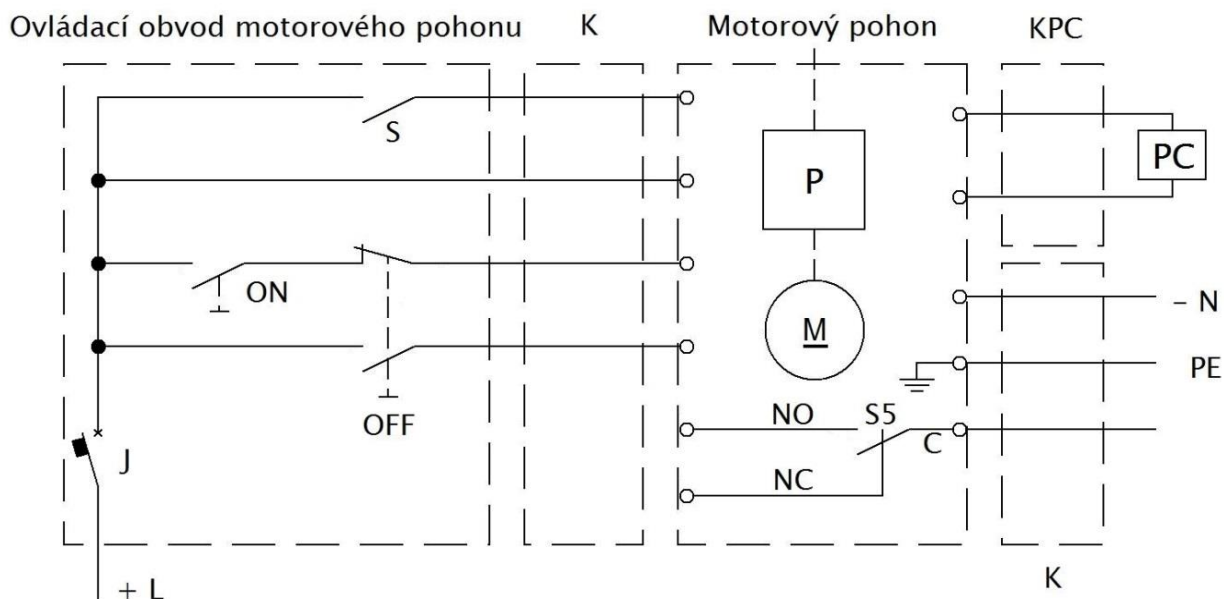 Ovládací obvod motorového pohonu
K
Motorový pohon
KPC
S
PC
P
ON
M
– N
PE
OFF
NO
S5
C
J
NC
K
+ L